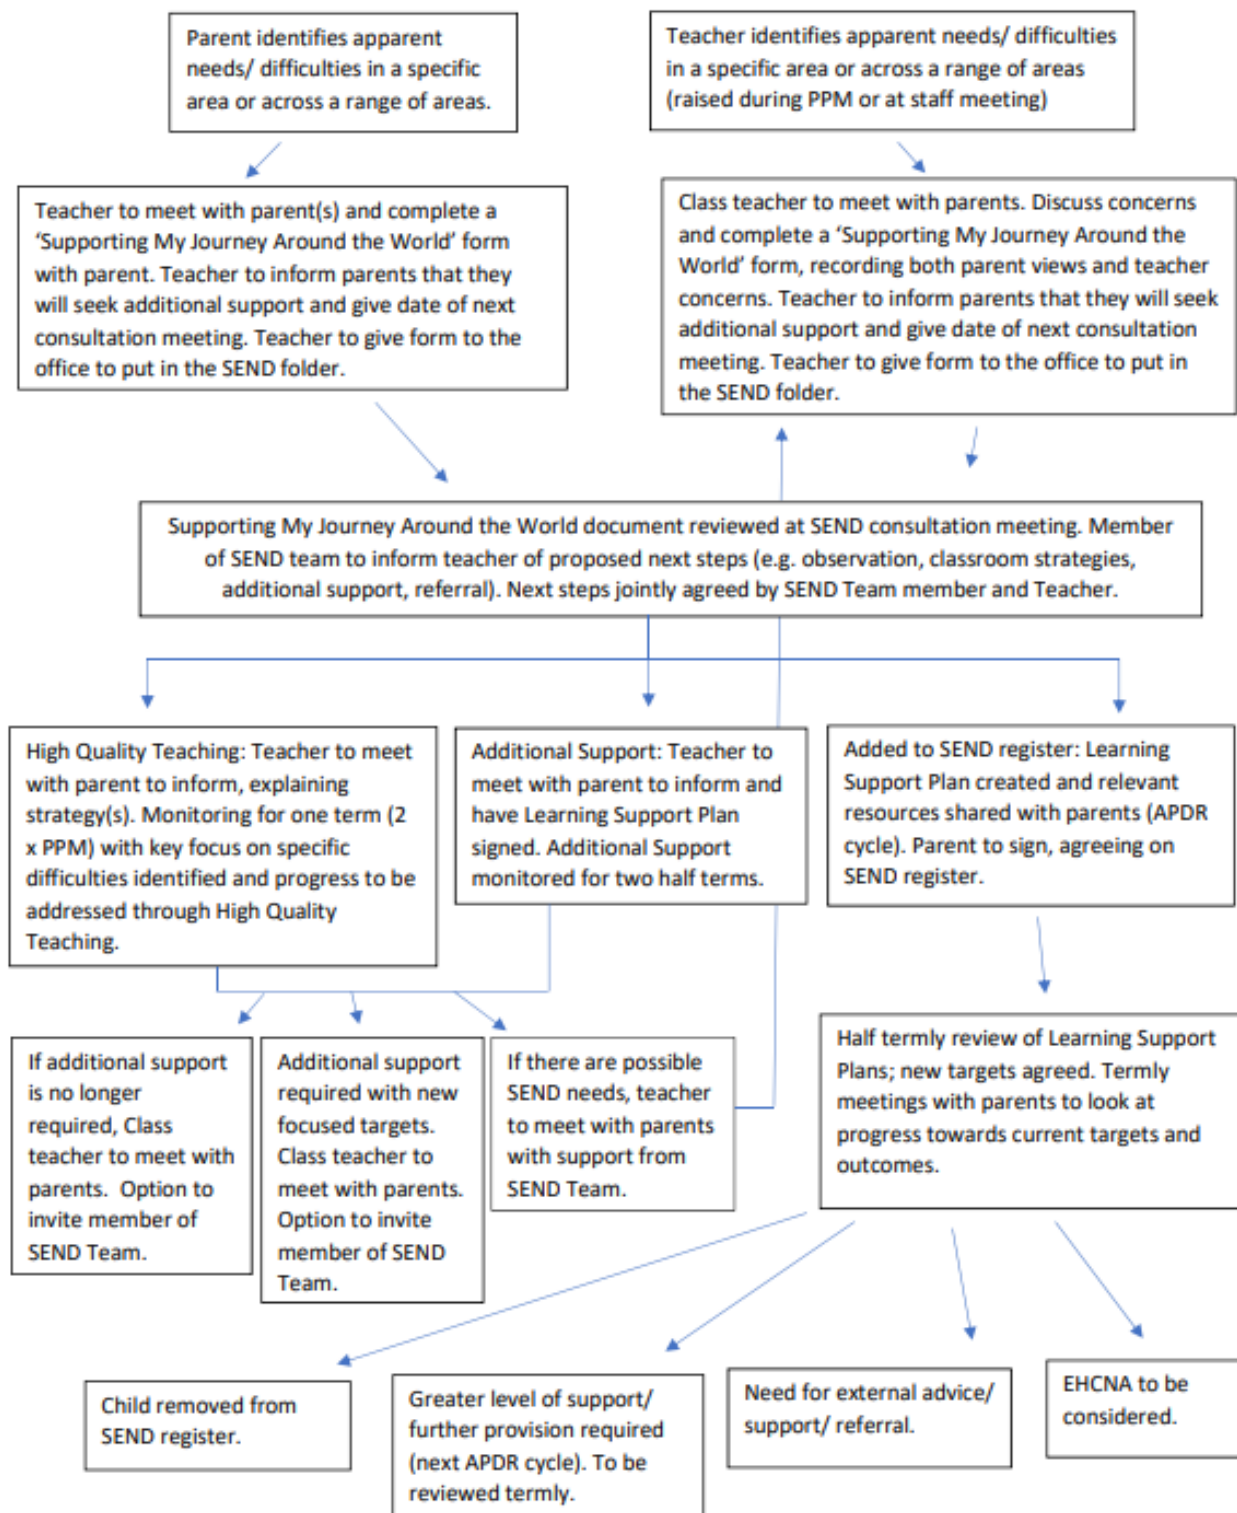 Parent identifies apparent
needs/ difficulties in a specific
area or across a range of areas.
Teacher identifies apparent needs/ difficulties
in a specific area or across a range of areas
(raised during PPM or at staff meeting)
Teacher to meet with parent(s) and complete a
‘Supporting My Journey Around the World’ form
with parent. Teacher to inform parents that they
will seek additional support and give date of next
consultation meeting. Teacher to give form to the
office to put in the SEND folder.
Class teacher to meet with parents. Discuss concerns
and complete a ‘Supporting My Journey Around the
World’ form, recording both parent views and teacher
concerns. Teacher to inform parents that they will seek
additional support and give date of next consultation
meeting. Teacher to give form to the office to put in
the SEND folder.
Supporting My Journey Around the World document reviewed at SEND consultation meeting. Member
of SEND team to inform teacher of proposed next steps (e.g. observation, classroom strategies,
additional support, referral). Next steps jointly agreed by SEND Team member and Teacher.
High Quality Teaching: Teacher to meet
with parent to inform, explaining
strategy(s). Monitoring for one term (2
x PPM) with key focus on specific
difficulties identified and progress to be
addressed through High Quality
Teaching.
Additional Support: Teacher to
meet with parent to inform and
have Learning Support Plan
signed. Additional Support
monitored for two half terms.
Added to SEND register: Learning
Support Plan created and relevant
resources shared with parents (APDR
cycle). Parent to sign, agreeing on
SEND register.
If additional support
is no longer
required, Class
teacher to meet with
parents. Option to
invite member of
SEND Team.
Additional support
required with new
focused targets.
Class teacher to
meet with parents.
Option to invite
member of SEND
Team.
If there are possible
SEND needs, teacher
to meet with parents
with support from
SEND Team.
Half termly review of Learning Support
Plans; new targets agreed. Termly
meetings with parents to look at
progress towards current targets and
outcomes.
Child removed from
SEND register.
Greater level of support/
further provision required
(next APDR cycle). To be
reviewed termly.
Need for external advice/
support/ referral.
EHCNA to be
considered.